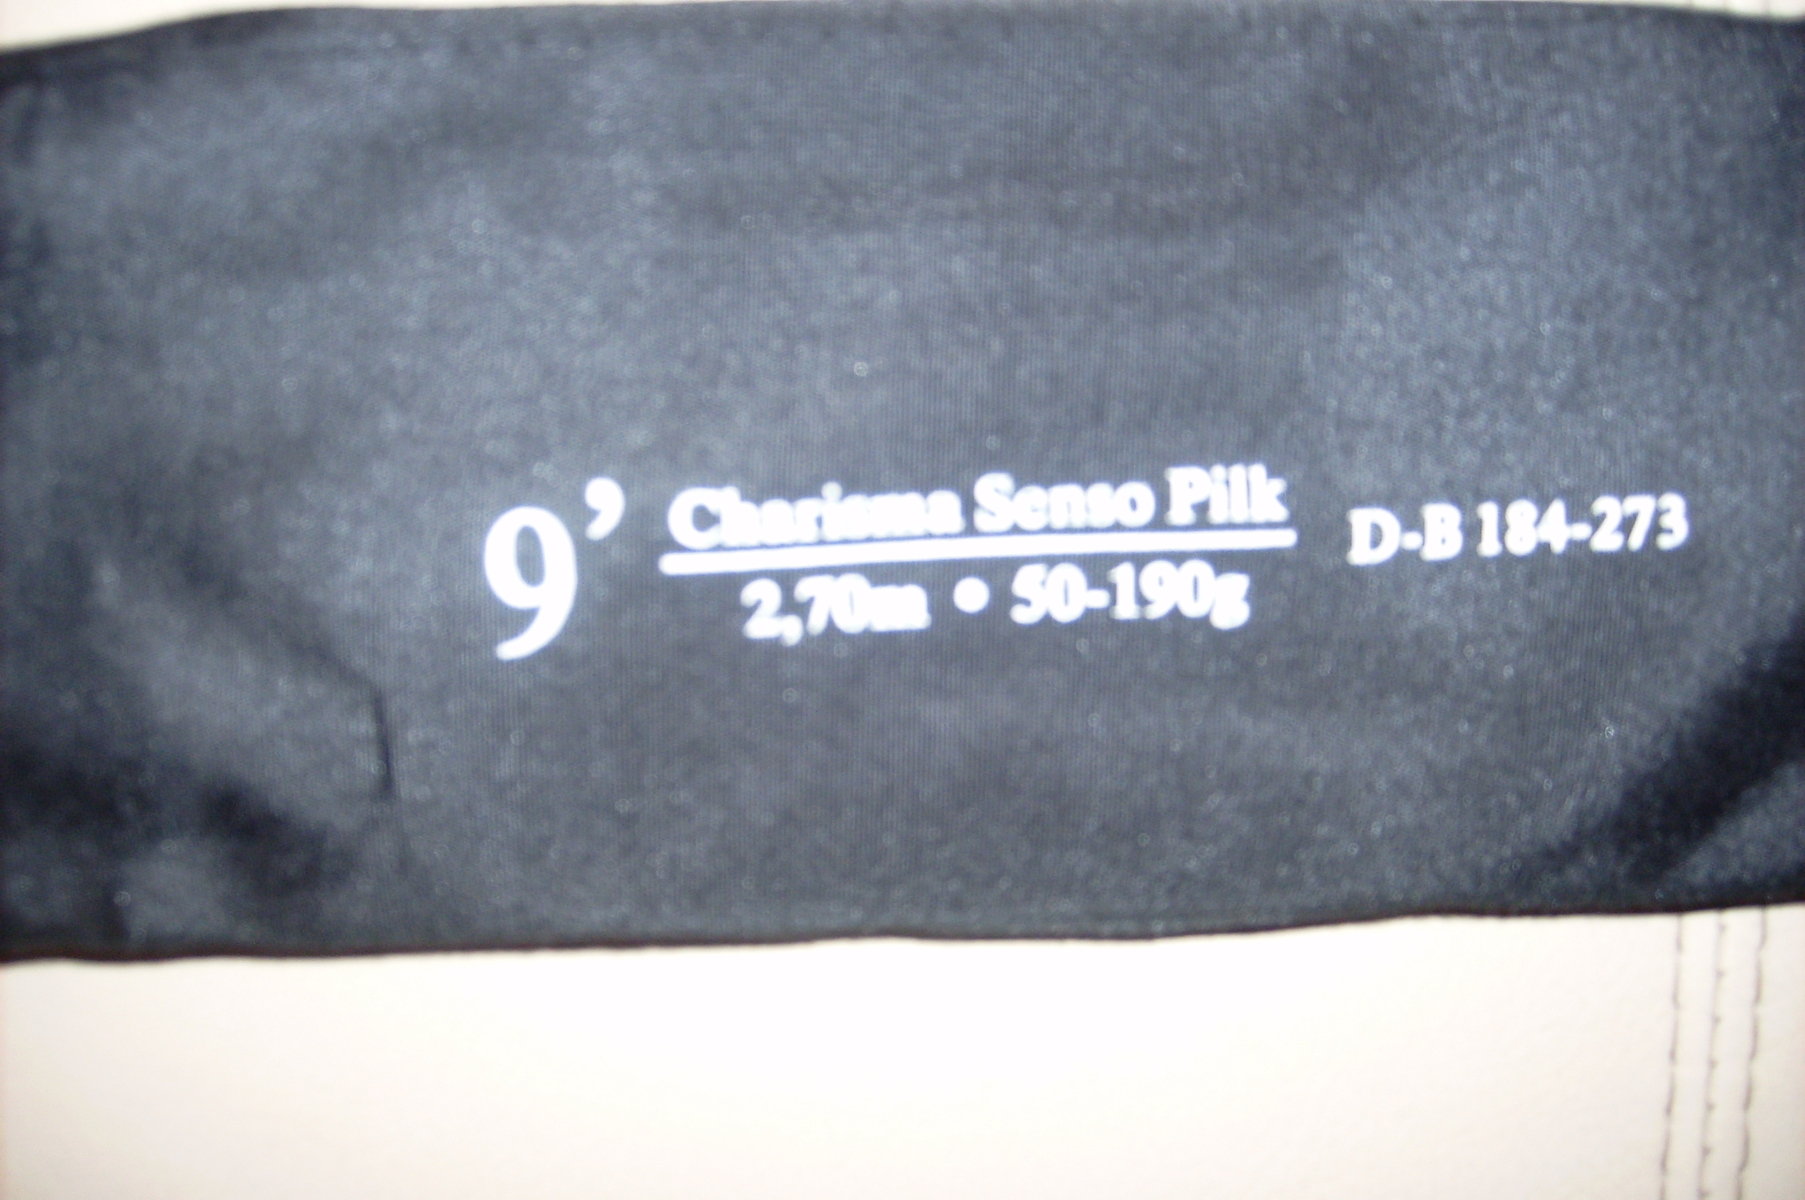 9’
Charisma Senso Pilk
2,70m • 50-190g
D-B 184-273